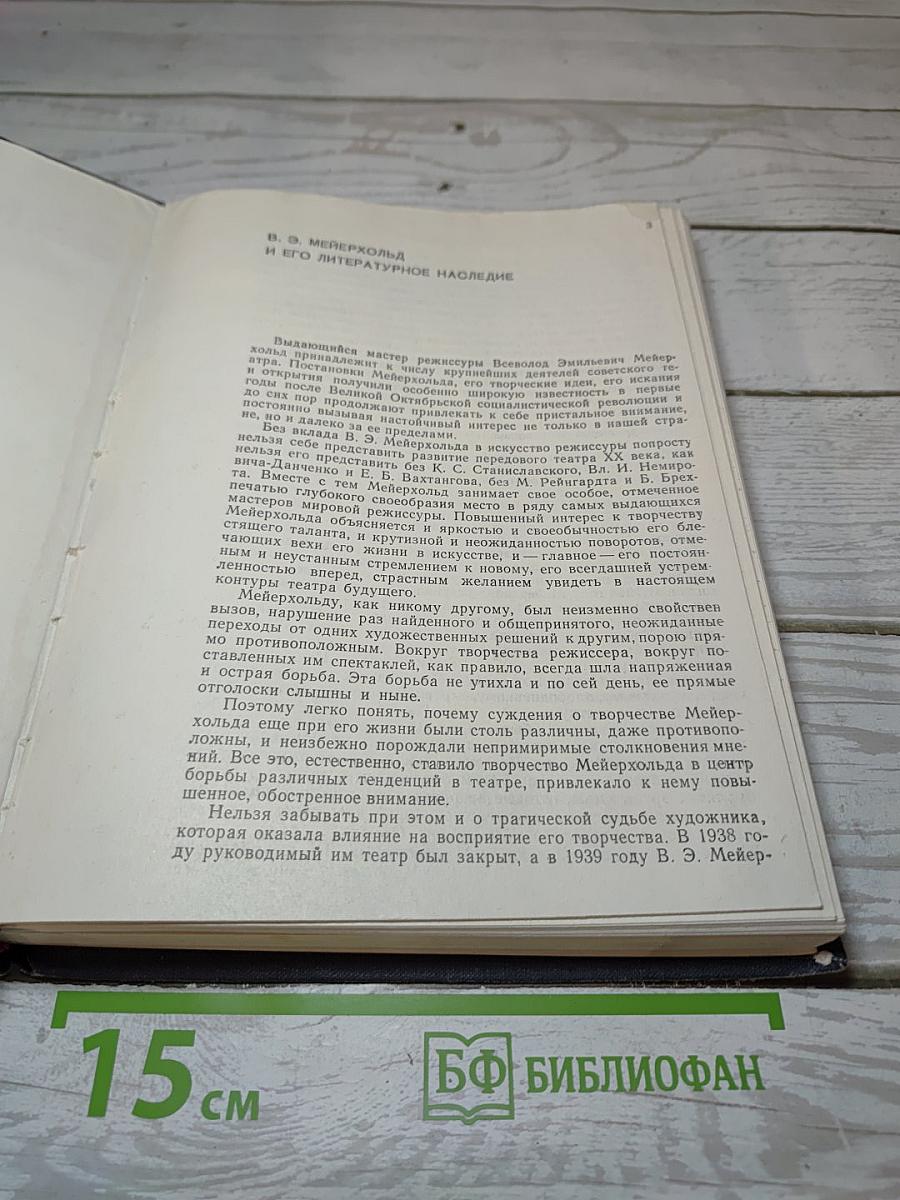 3
В. Э. МЕЙЕРХОЛЬД
И ЕГО ЛИТЕРАТУРНОЕ НАСЛЕДИЕ
Выдающийся мастер режиссуры Всеволод Эмильевич Мейер-
хольд принадлежит к числу крупнейших деятелей советского те-
атра. Постановки Мейерхольда, его творческие идеи, его искания
и открытия получили особенно широкую известность в первые
годы после Великой Октябрьской социалистической революции и
до сих пор продолжают привлекать к себе пристальное внимание,
постоянно вызывая настойчивый интерес не только в нашей стра-
не, но и далеко за ее пределами.
Без вклада В. Э. Мейерхольда в искусство режиссуры попросту
нельзя себе представить развитие передового театра XX века, как
нельзя его представить без К. С. Станиславского, Вл. И. Немиро-
вича-Данченко и Е. Б. Вахтангова, без М. Рейнгардта и Б. Брех-
та. Вместе с тем Мейерхольд занимает свое особое, отмеченное
печатью глубокого своеобразия место в ряду самых выдающихся
мастеров мировой режиссуры. Повышенный интерес к творчеству
Мейерхольда объясняется и яркостью и своеобычностью его бле-
стящего таланта, и крутизной и неожиданностью поворотов, отме-
чающих вехи его жизни в искусстве, и — главное — его постоян-
ным и неустанным стремлением к новому, его всегдашней устрем-
ленностью вперед, страстным желанием увидеть в настоящем
контуры театра будущего.
Мейерхольду, как никому другому, был неизменно свойствен
вызов, нарушение раз найденного и общепринятого, неожиданные
переходы от одних художественных решений к другим, порою пря-
мо противоположным. Вокруг творчества режиссера, вокруг по-
ставленных им спектаклей, как правило, всегда шла напряженная
и острая борьба. Эта борьба не утихла и по сей день, ее прямые
отголоски слышны и ныне.
Поэтому легко понять, почему суждения о творчестве Мейер-
хольда еще при его жизни были столь различны, даже противопо-
ложны, и неизбежно порождали непримиримые столкновения мне-
ний. Все это, естественно, ставило творчество Мейерхольда в центр
борьбы различных тенденций в театре, привлекало к нему повы-
шенное, обостренное внимание.
Нельзя забывать при этом и о трагической судьбе художника,
которая оказала влияние на восприятие его творчества. В 1938 го-
ду руководимый им театр был закрыт, а в 1939 году В. Э. Мейер-
15 см
БФ БИБЛИОФАН